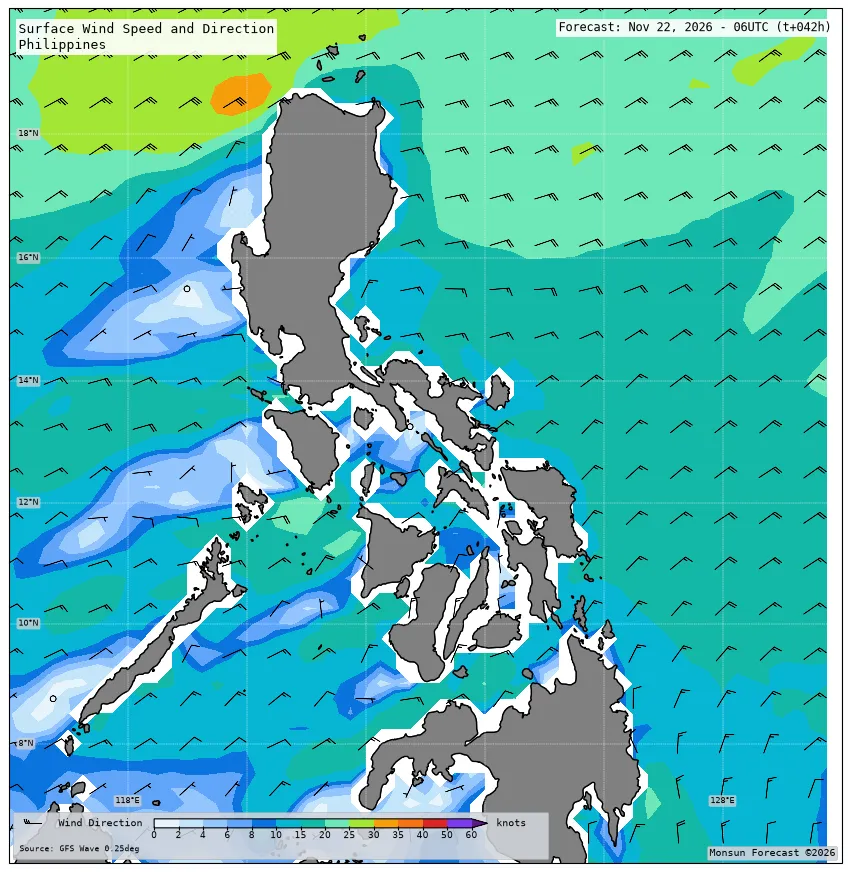 Surface Wind Speed and Direction
Philippines
Forecast: Nov 22, 2026 - 06UTC (t+042h)
18°N
16°N
14°N
12°N
10°N
8°N
118°E
128°E
Wind Direction
0 2 4 6 8 10 15 20 25 30 35 40 50 60
knots
Source: GFS Wave 0.25deg
Monsun Forecast ©2026